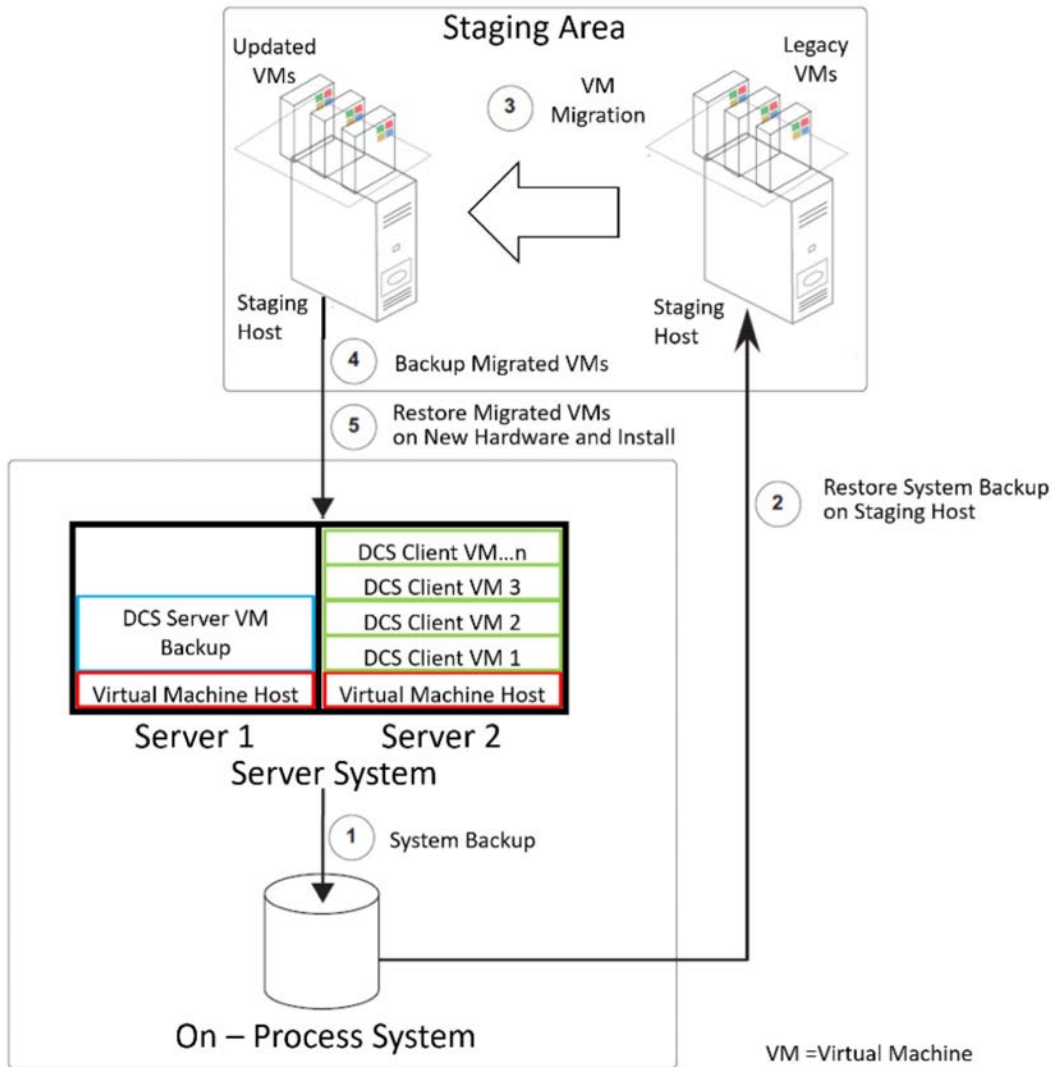 Staging Area
Updated
VMs
3
VM
Migration
Legacy
VMs
Staging
Host
Staging
Host
4
Backup Migrated VMs
5
Restore Migrated VMs
on New Hardware and Install
2
Restore System Backup
on Staging Host
DCS Server VM
Backup
Virtual Machine Host
DCS Client VM...n
DCS Client VM 3
DCS Client VM 2
DCS Client VM 1
Virtual Machine Host
Server 1
Server 2
Server System
1
System Backup
On – Process System
VM =Virtual Machine